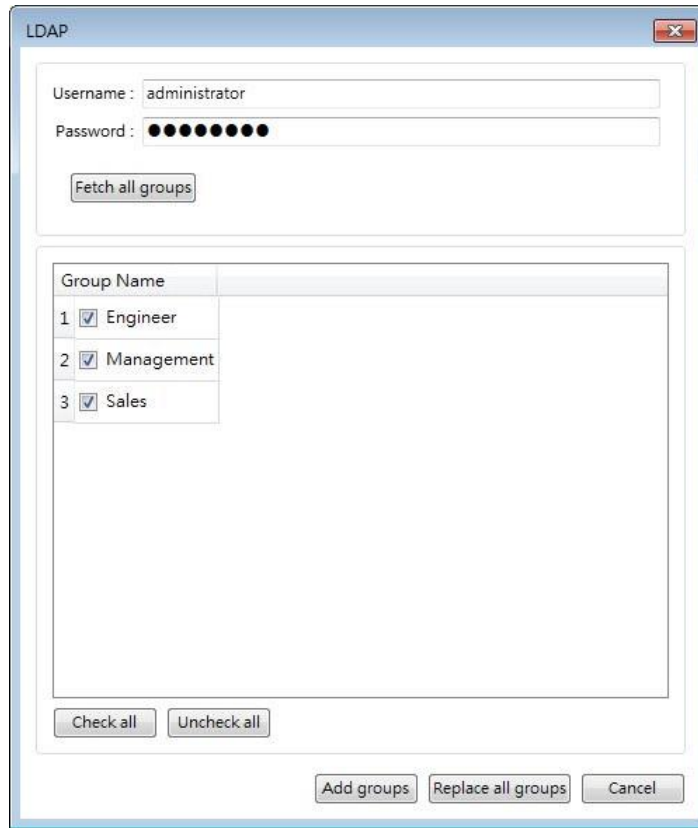 LDAP
Username : administrator
Password : ●●●●●●●●
Fetch all groups
Group Name
1 Engineer
2 Management
3 Sales
Check all Uncheck all
Add groups Replace all groups Cancel